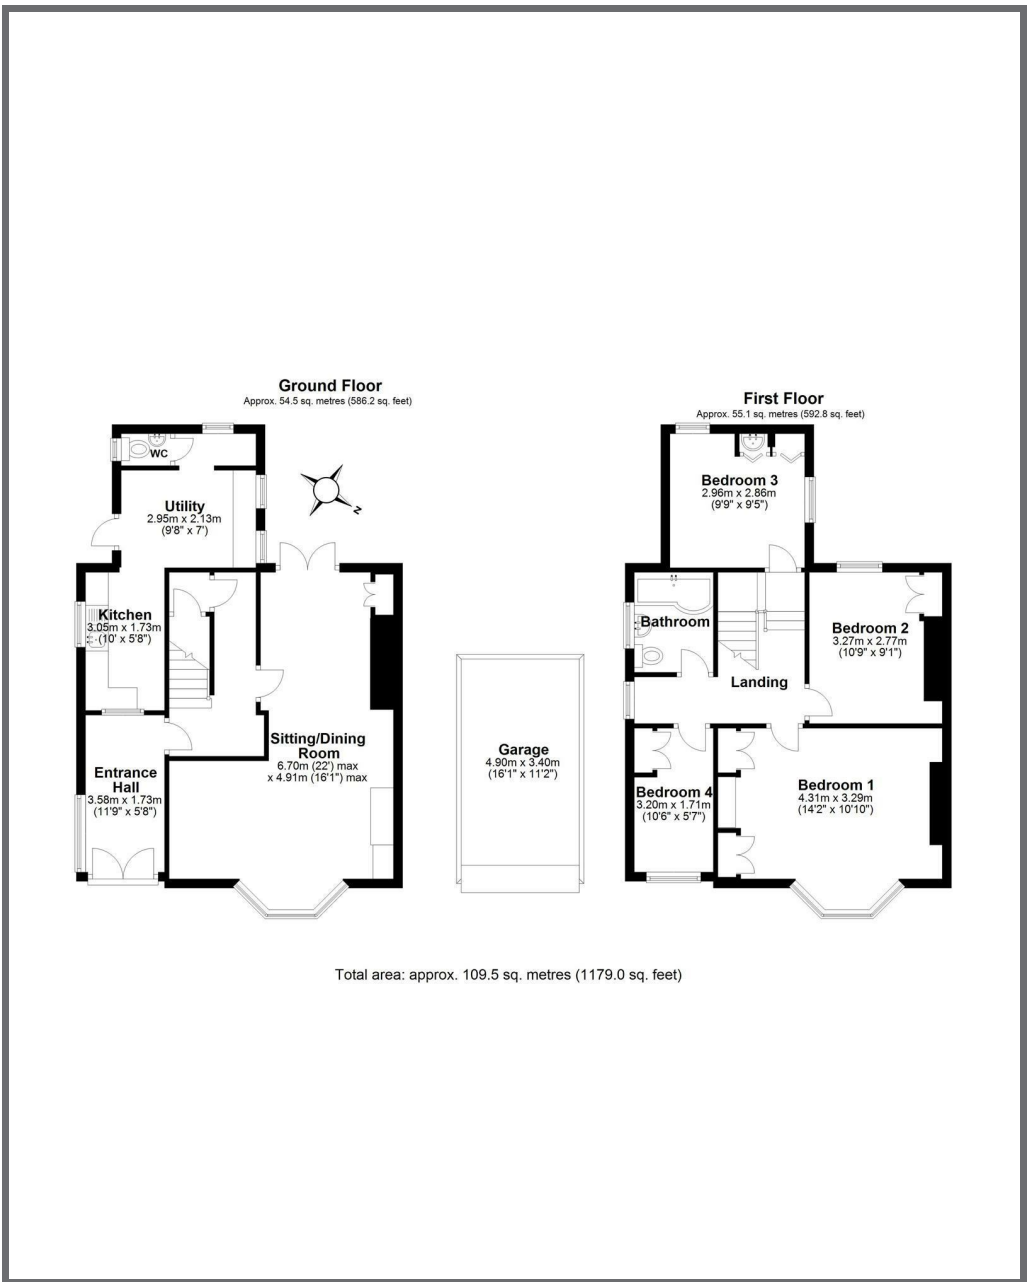 Ground Floor
Approx. 54.5 sq. metres (586.2 sq. feet)
WC
Utility
2.95m x 2.13m
(9'8" x 7')
N
Kitchen
3.05m x 1.73m
(10' x 5'8")
Sitting/Dining
Room
6.70m (22') max
x 4.91m (16'1") max
Entrance
Hall
3.58m x 1.73m
(11'9" x 5'8")
Garage
4.90m x 3.40m
(16'1" x 11'2")
First Floor
Approx. 55.1 sq. metres (592.8 sq. feet)
Bedroom 3
2.96m x 2.86m
(9'9" x 9'5")
Bathroom
Bedroom 2
3.27m x 2.77m
(10'9" x 9'1")
Landing
Bedroom 4
3.20m x 1.71m
(10'6" x 5'7")
Bedroom 1
4.31m x 3.29m
(14'2" x 10'10")
Total area: approx. 109.5 sq. metres (1179.0 sq. feet)